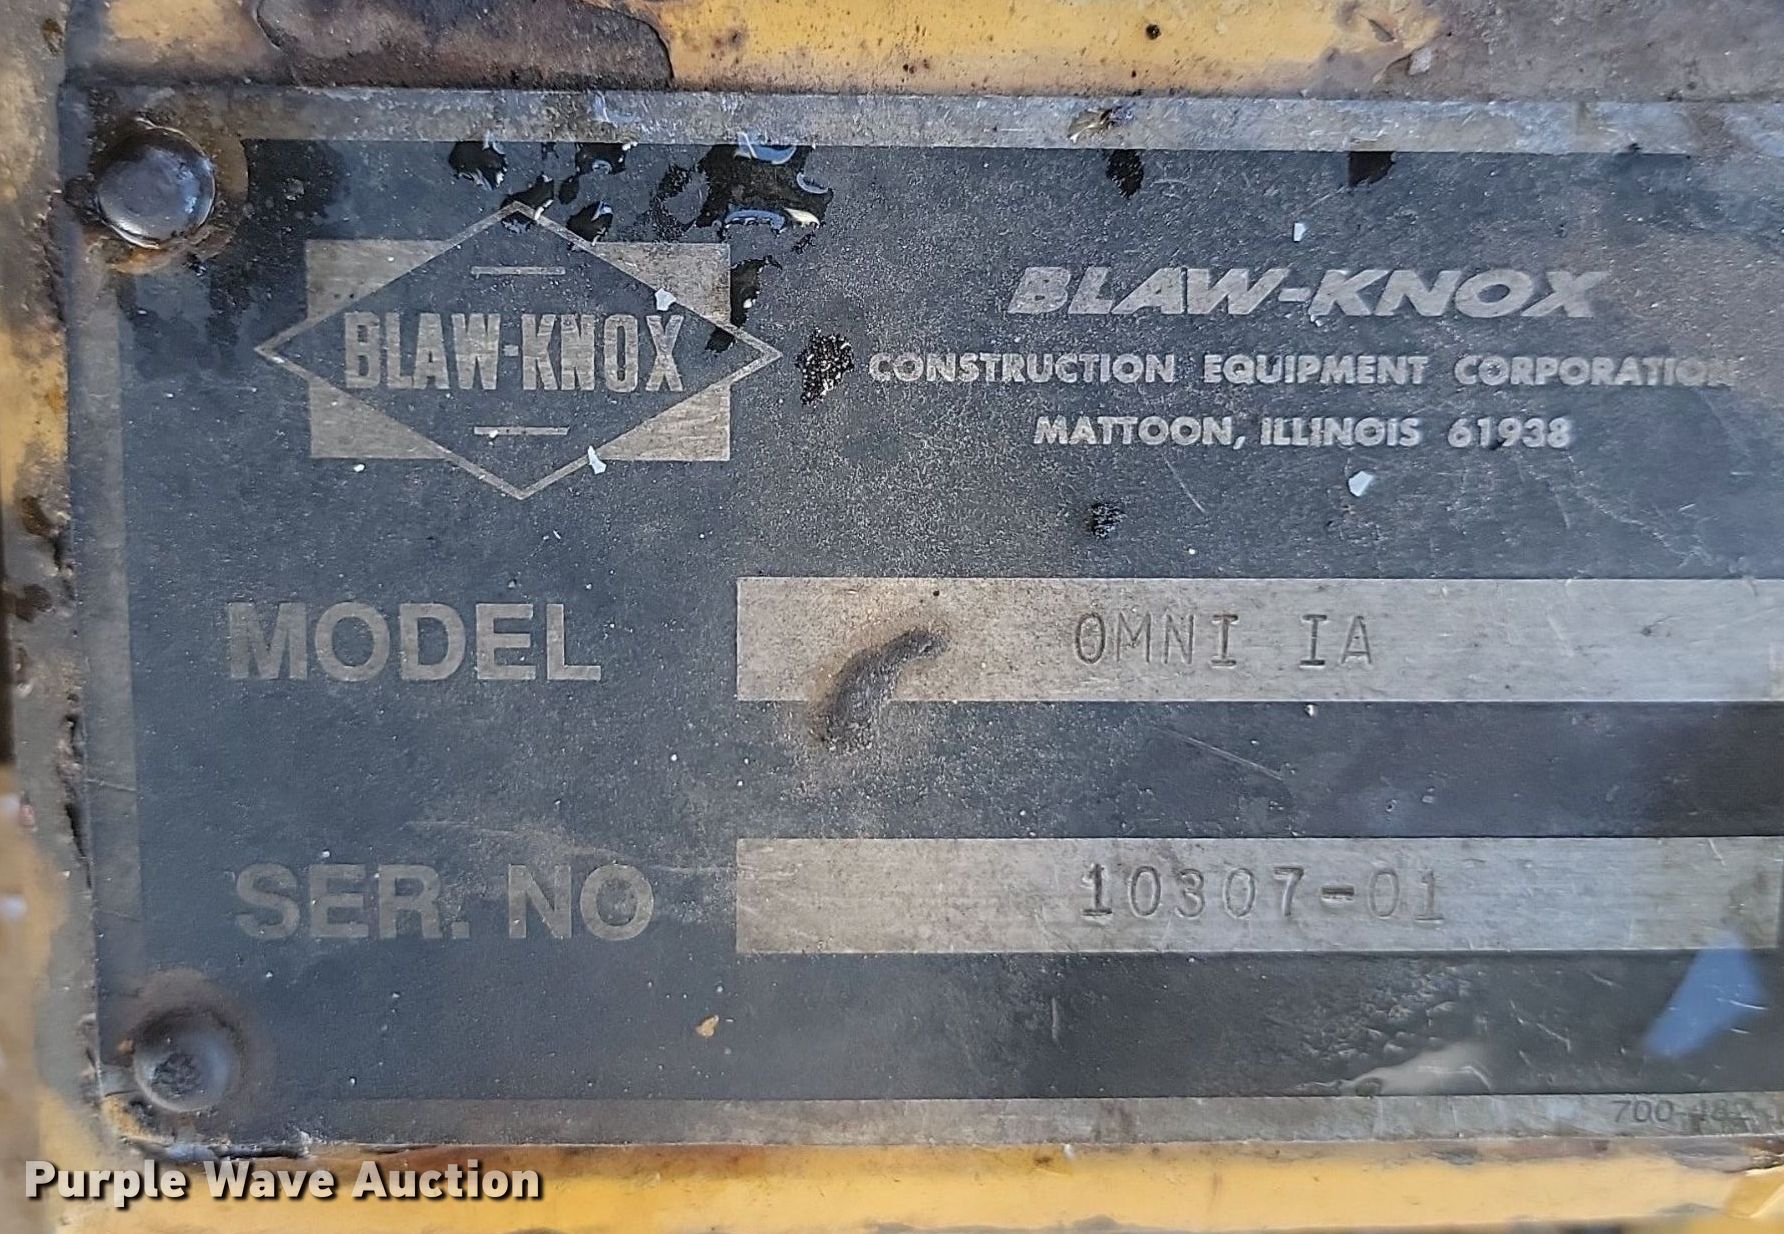 BLAW-KNOX
BLAW-KNOX
CONSTRUCTION EQUIPMENT CORPORATION
MATTOON, ILLINOIS 61938
MODEL OMNI IA
SER. NO 10307-01
Purple Wave Auction